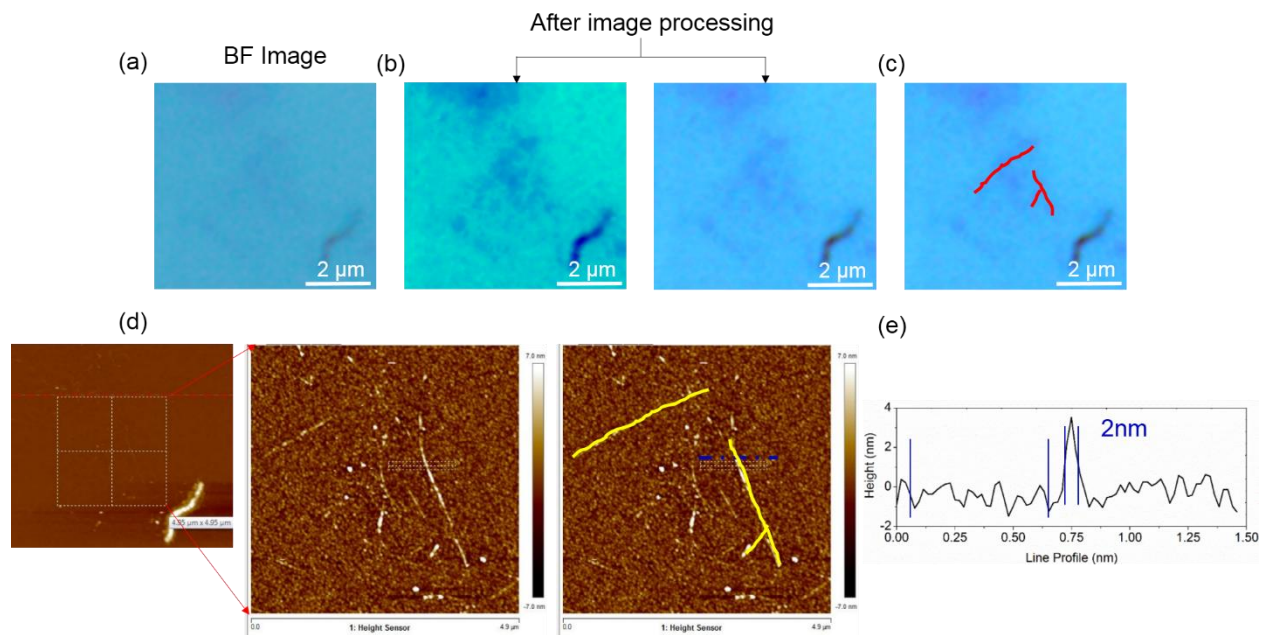 After image processing
(a)
BF Image
(b)
(c)
2 µm
2 µm
2 µm
2 µm
(d)
(e)
4.95 µm x 4.95 µm
7.0 nm
-7.0 nm
0.0
1: Height Sensor
4.9 µm
7.0 nm
-7.0 nm
0.0
1: Height Sensor
4.9 µm
2nm
Height (nm)
4
2
0
-2
0.00
0.25
0.50
0.75
1.00
1.25
1.50
Line Profile (nm)